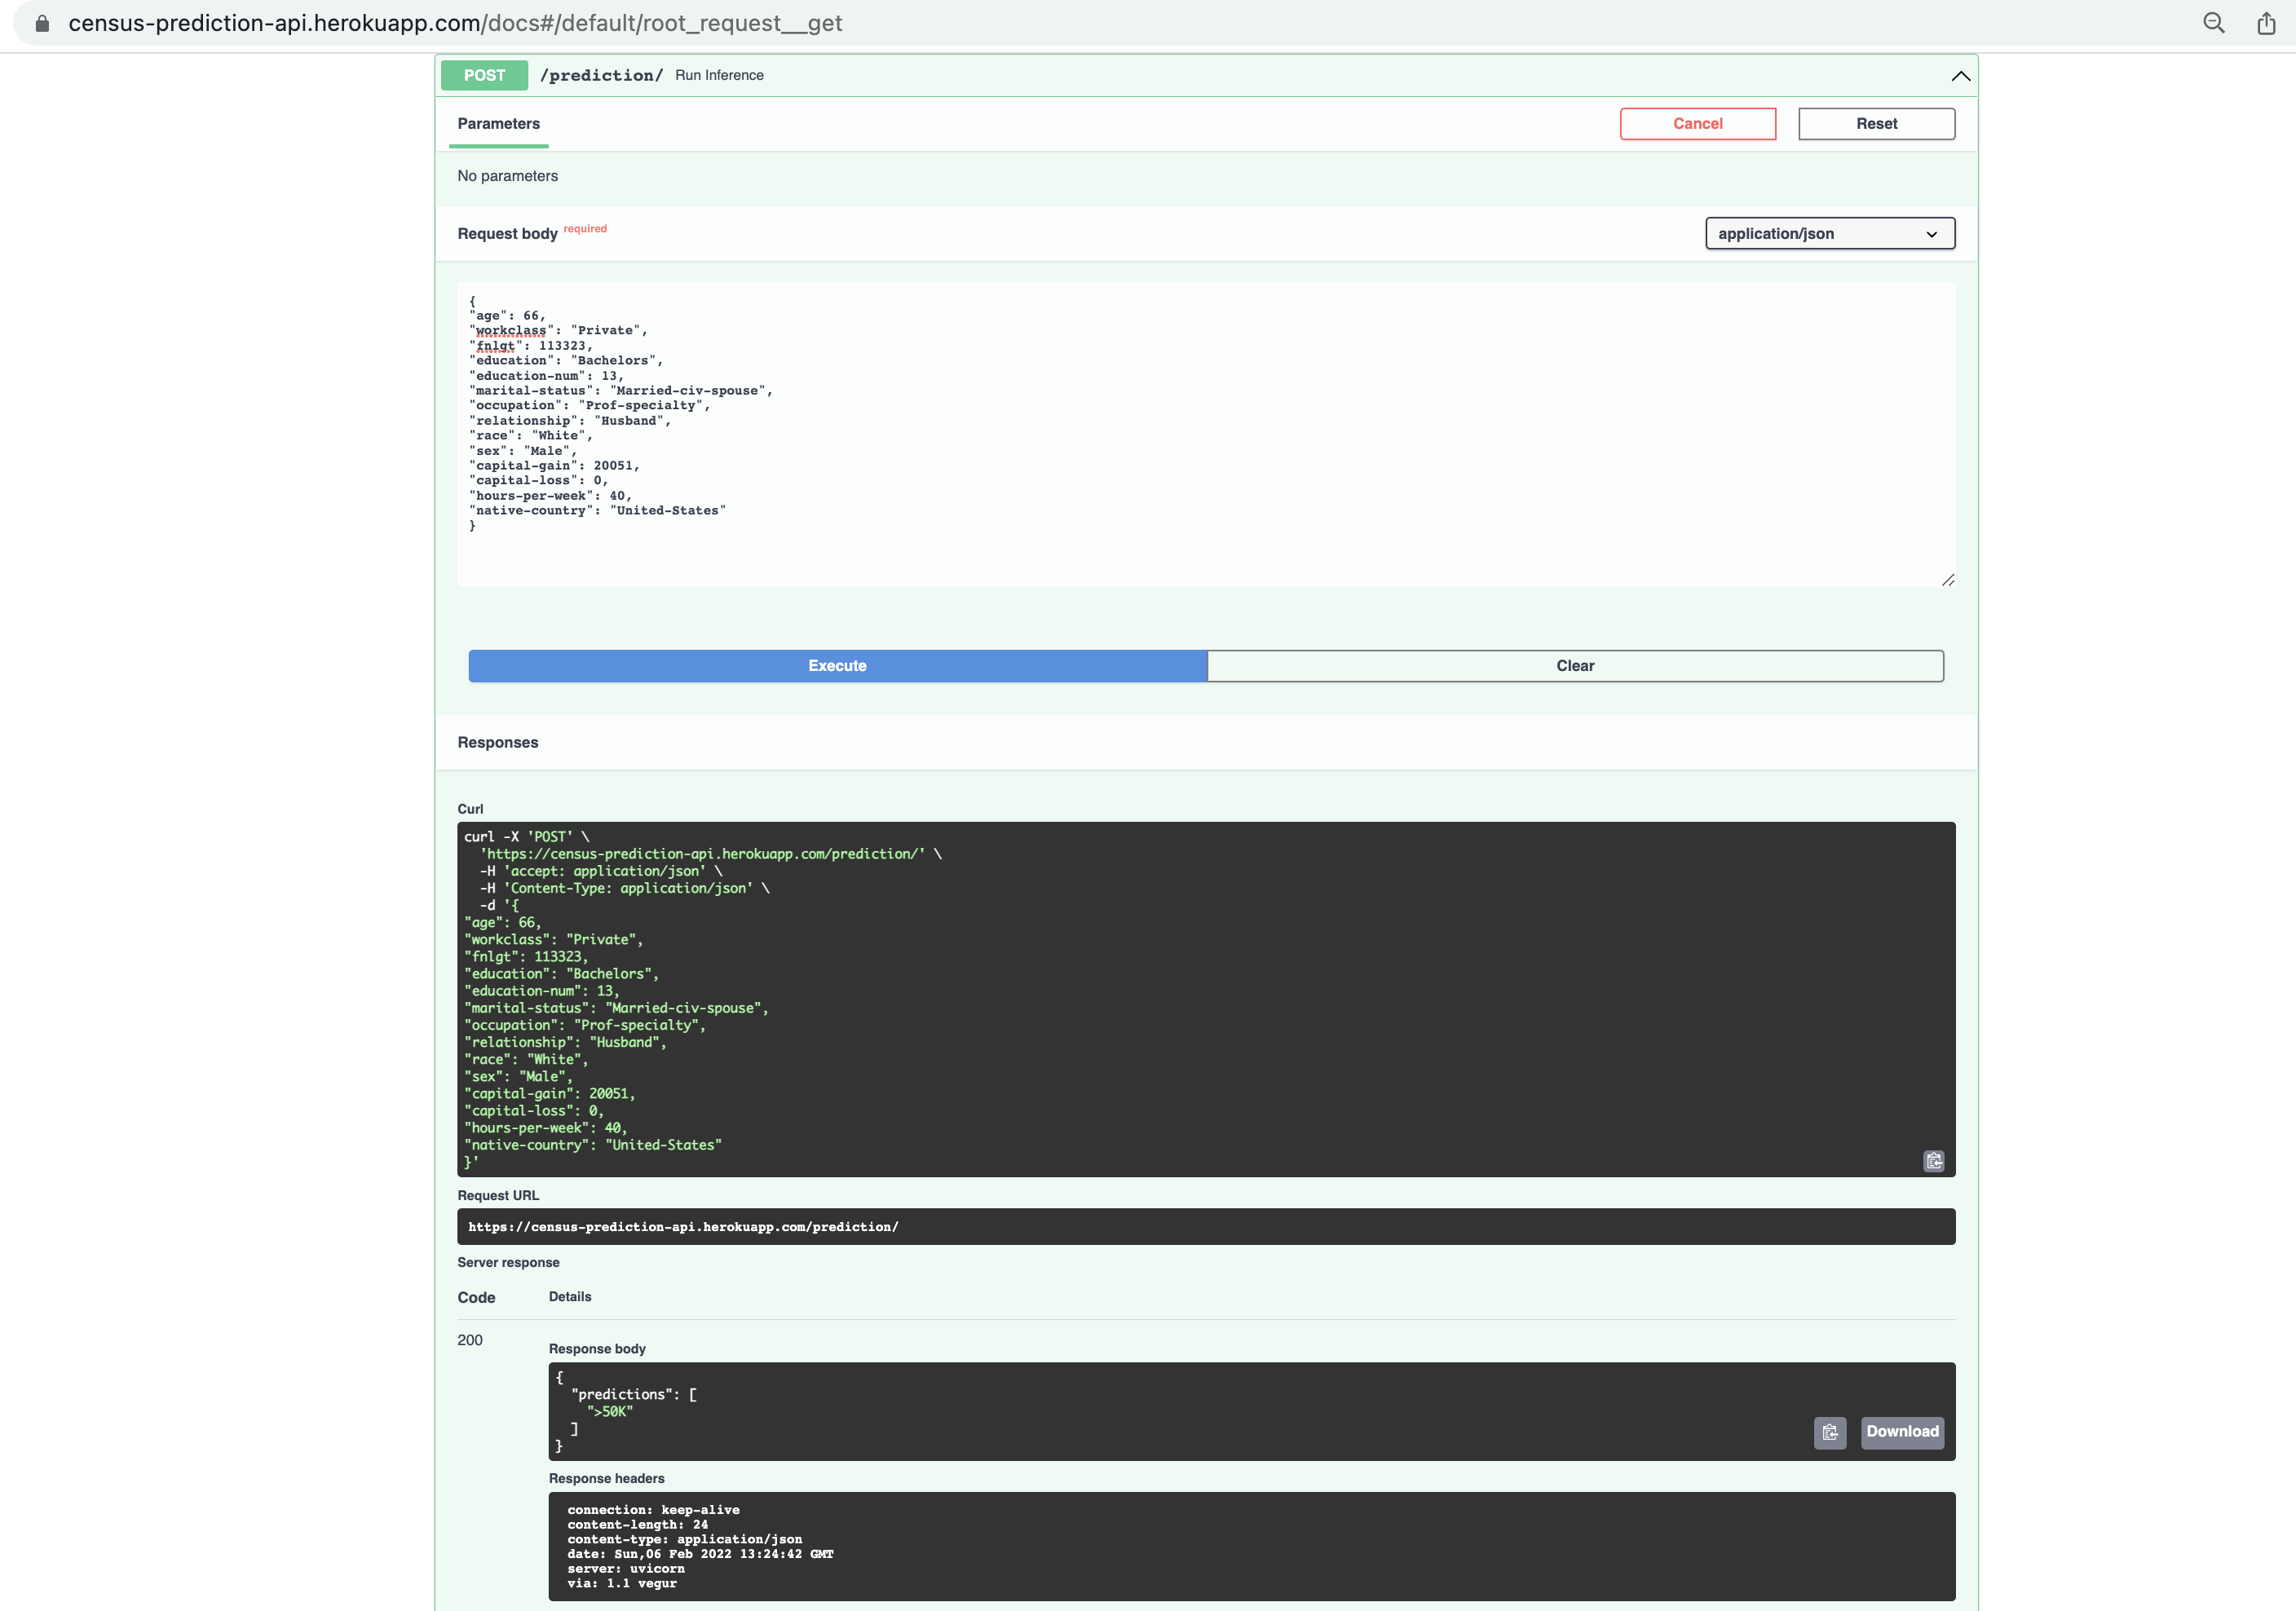 census-prediction-api.herokuapp.com/docs#/default/root_request__get
POST /prediction/ Run Inference
Parameters
Cancel
Reset
No parameters
Request body required
application/json
{
"age": 66,
"workclass": "Private",
"fnlgt": 113323,
"education": "Bachelors",
"education-num": 13,
"marital-status": "Married-civ-spouse",
"occupation": "Prof-specialty",
"relationship": "Husband",
"race": "White",
"sex": "Male",
"capital-gain": 20051,
"capital-loss": 0,
"hours-per-week": 40,
"native-country": "United-States"
}
Execute
Clear
Responses
Curl
curl -X 'POST' \
  'https://census-prediction-api.herokuapp.com/prediction/' \
  -H 'accept: application/json' \
  -H 'Content-Type: application/json' \
  -d '{
"age": 66,
"workclass": "Private",
"fnlgt": 113323,
"education": "Bachelors",
"education-num": 13,
"marital-status": "Married-civ-spouse",
"occupation": "Prof-specialty",
"relationship": "Husband",
"race": "White",
"sex": "Male",
"capital-gain": 20051,
"capital-loss": 0,
"hours-per-week": 40,
"native-country": "United-States"
}'
Request URL
https://census-prediction-api.herokuapp.com/prediction/
Server response
Code Details
200
Response body
{
  "predictions": [
    ">50K"
  ]
}
Download
Response headers
connection: keep-alive
content-length: 24
content-type: application/json
date: Sun,06 Feb 2022 13:24:42 GMT
server: uvicorn
via: 1.1 vegur